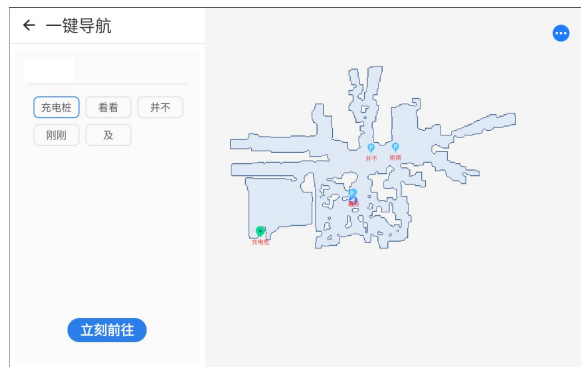 一键导航
充电桩 看看 并不
刚刚 及
立刻前往
并不 刚刚
充电桩